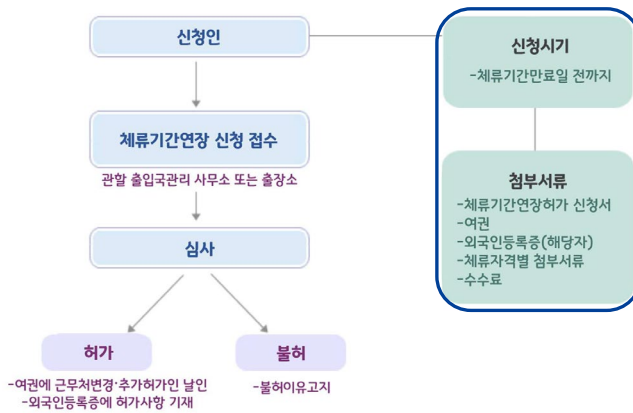 신청인
체류기간연장 신청 접수
관할 출입국관리 사무소 또는 출장소
심사
허가
-여권에 근무처변경·추가허가인 날인
-외국인등록증에 허가사항 기재
불허
-불허이유고지
신청시기
-체류기간만료일 전까지
첨부서류
-체류기간연장허가 신청서
-여권
-외국인등록증(해당자)
-체류자격별 첨부서류
-수수료